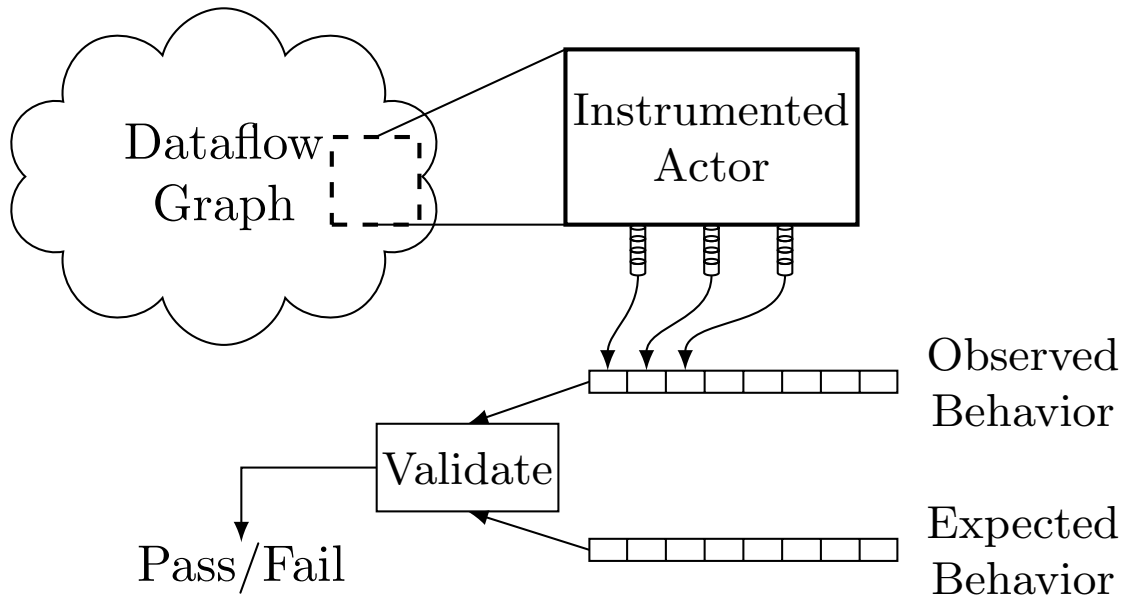 Dataflow
Graph
Instrumented
Actor
Observed
Behavior
Validate
Expected
Behavior
Pass/Fail